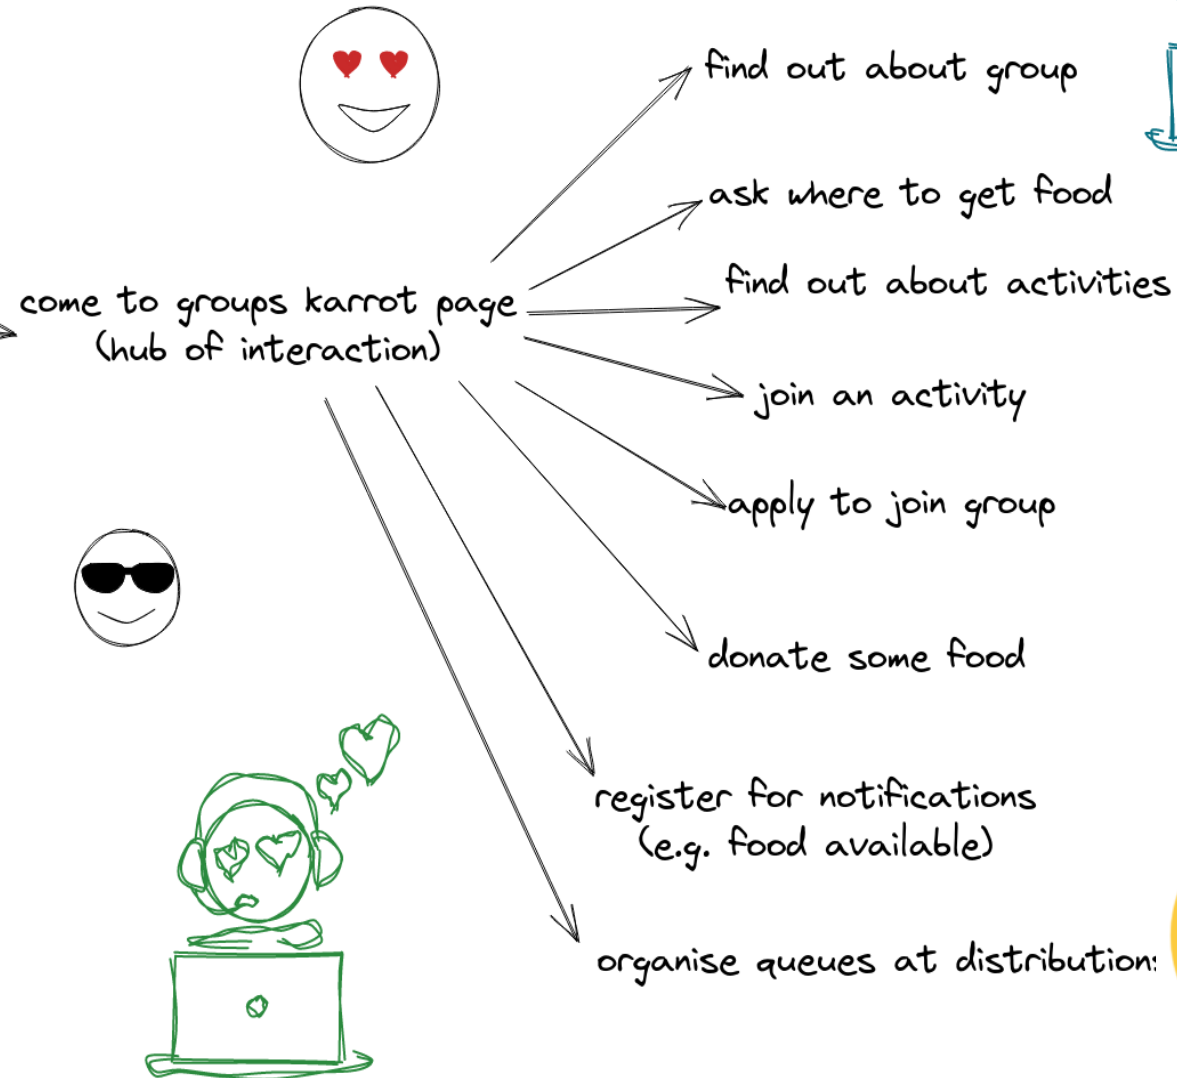 find out about group
ask where to get food
find out about activities
come to groups karrot page
(hub of interaction)
join an activity
apply to join group
donate some food
register for notifications
(e.g. food available)
organise queues at distributions